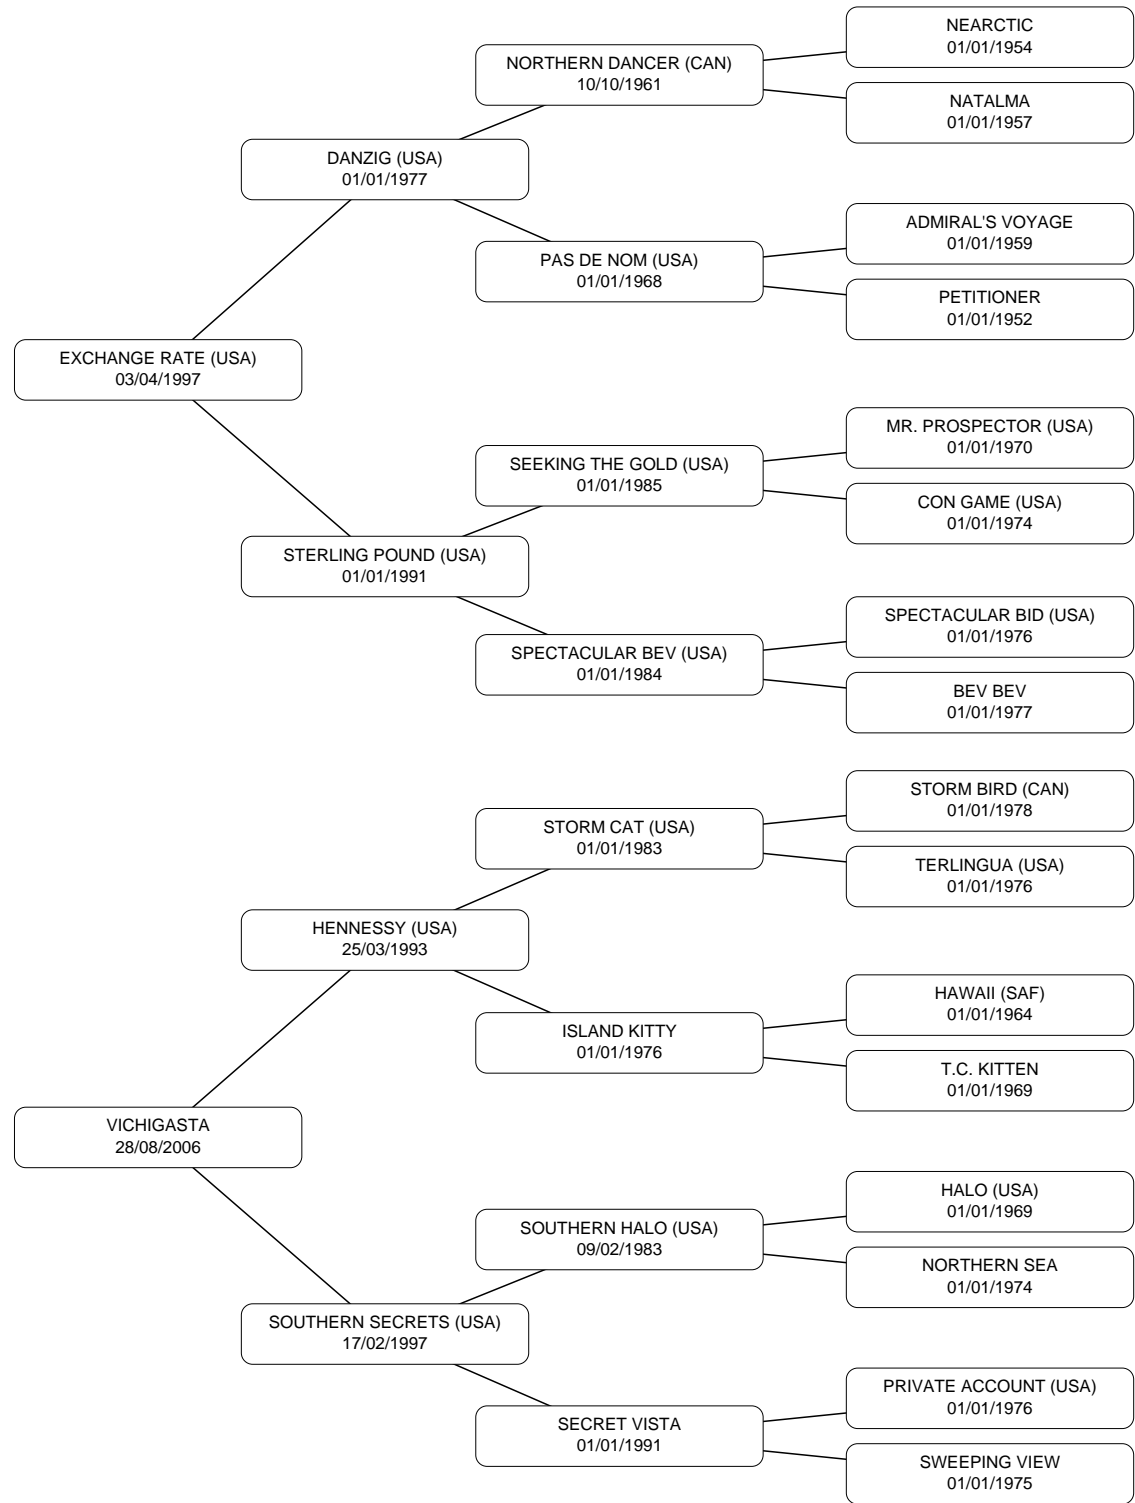 NEARCTIC
01/01/1954
NORTHERN DANCER (CAN)
10/10/1961
NATALMA
01/01/1957
DANZIG (USA)
01/01/1977
ADMIRAL'S VOYAGE
01/01/1959
PAS DE NOM (USA)
01/01/1968
PETITIONER
01/01/1952
EXCHANGE RATE (USA)
03/04/1997
MR. PROSPECTOR (USA)
01/01/1970
SEEKING THE GOLD (USA)
01/01/1985
CON GAME (USA)
01/01/1974
STERLING POUND (USA)
01/01/1991
SPECTACULAR BID (USA)
01/01/1976
SPECTACULAR BEV (USA)
01/01/1984
BEV BEV
01/01/1977
STORM BIRD (CAN)
01/01/1978
STORM CAT (USA)
01/01/1983
TERLINGUA (USA)
01/01/1976
HENNESSY (USA)
25/03/1993
HAWAII (SAF)
01/01/1964
ISLAND KITTY
01/01/1976
T.C. KITTEN
01/01/1969
VICHIGASTA
28/08/2006
HALO (USA)
01/01/1969
SOUTHERN HALO (USA)
09/02/1983
NORTHERN SEA
01/01/1974
SOUTHERN SECRETS (USA)
17/02/1997
PRIVATE ACCOUNT (USA)
01/01/1976
SECRET VISTA
01/01/1991
SWEEPING VIEW
01/01/1975